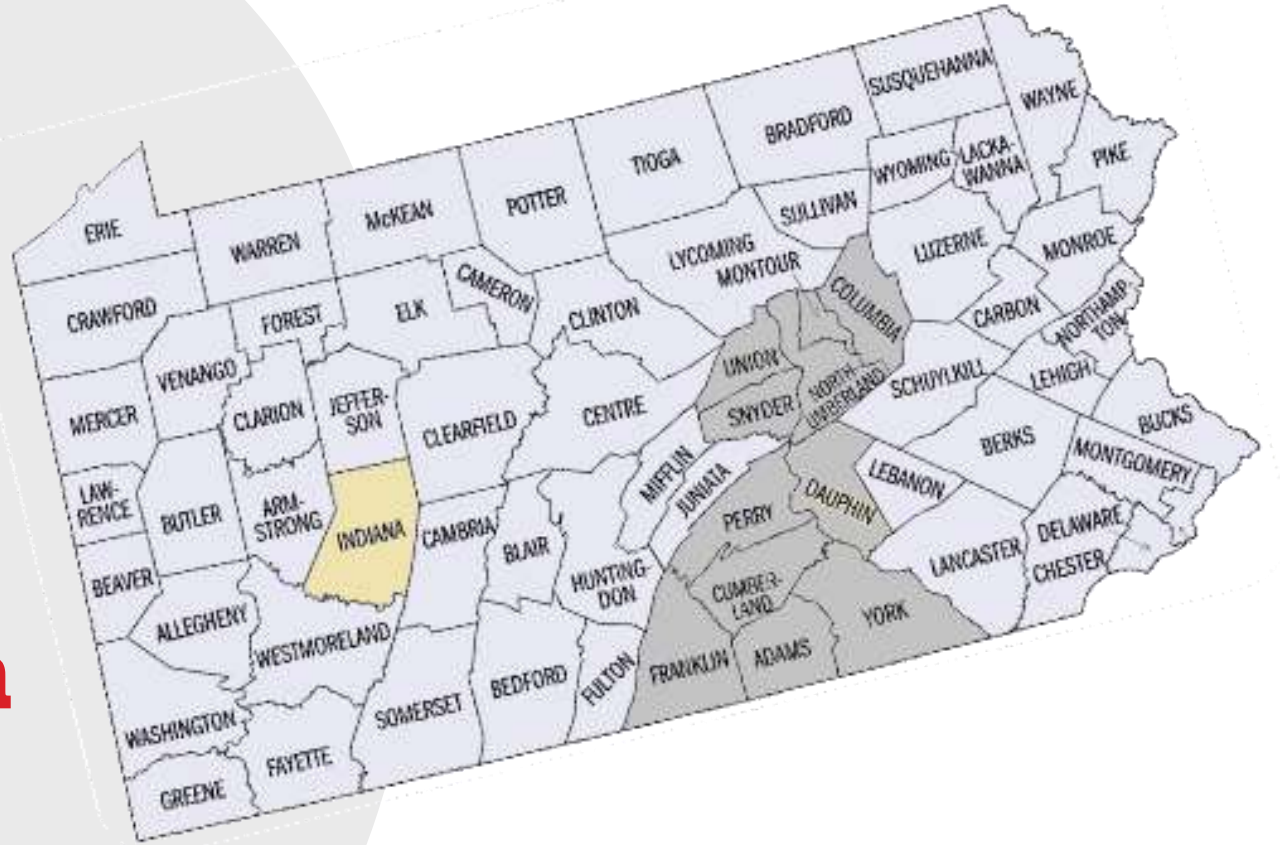 SUSQUEHANNA
WAYNE
BRADFORD
TIOGA
WYOMING
LACKA-
WANNA
PIKE
POTTER
McKEAN
WARREN
ERIE
SULLIVAN
LYCOMING
MONTOUR
LUZERNE
MONROE
CRAWFORD
FOREST
ELK
CAMERON
CLINTON
COLUMBIA
CARBON
NORTHAMP-
TON
VENANGO
MERCER
CLARION
JEFFER-
SON
CLEARFIELD
CENTRE
UNION
SNYDER
NORTH
UMBERLAND
SCHUYLKILL
LEHIGH
BUCKS
LAW-
RENCE
BUTLER
ARM-
STRONG
INDIANA
CAMBRIA
BLAIR
HUNTING-
DON
MIFFLIN
JUNIATA
PERRY
DAUPHIN
LEBANON
BERKS
MONTGOMERY
BEAVER
ALLEGHENY
WESTMORELAND
CUMBER-
LAND
LANCASTER
DELAWARE
CHESTER
WASHINGTON
GREENE
FAYETTE
SOMERSET
BEDFORD
FULTON
FRANKLIN
ADAMS
YORK
a